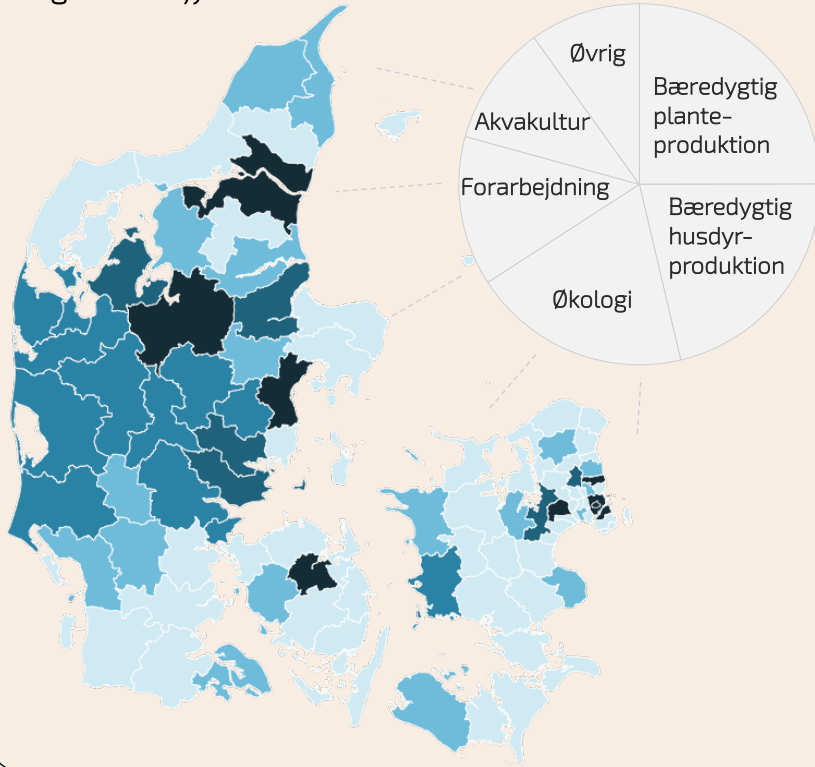 Øvrig
Bæredygtig
plante-
produktion
Akvakultur
Forarbejdning
Bæredygtig
husdyr-
produktion
Økologi